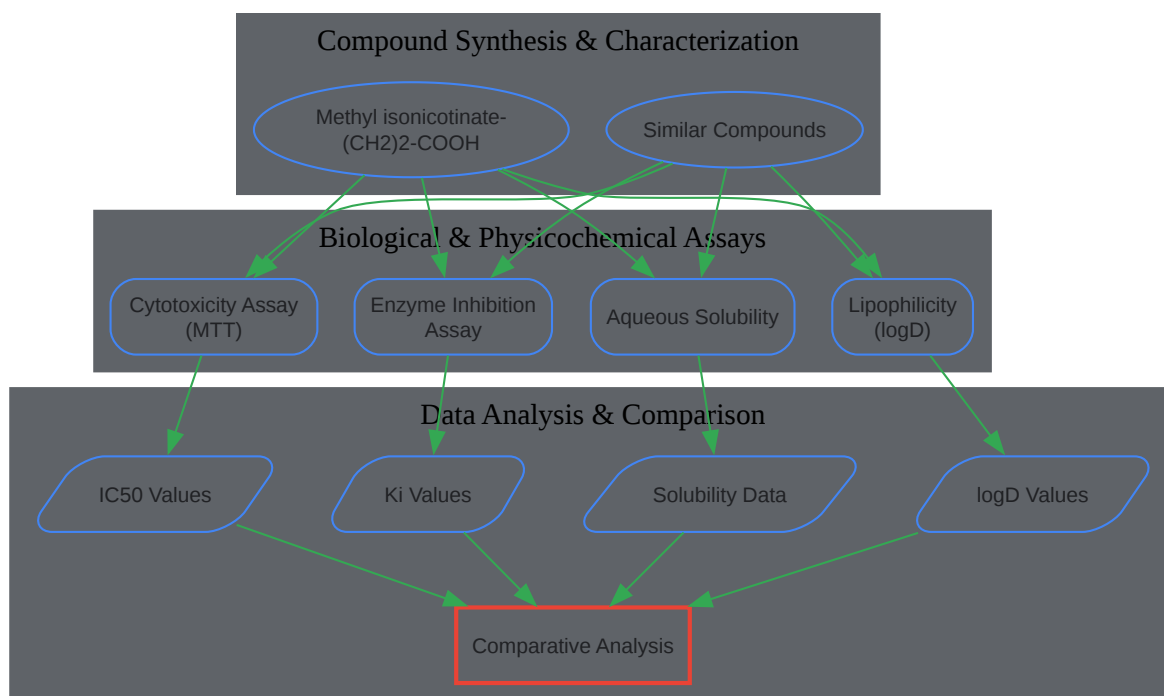 Compound Synthesis & Characterization
Methyl isonicotinate-
(CH2)2-COOH
Similar Compounds
Biological & Physicochemical Assays
Cytotoxicity Assay
(MTT)
Enzyme Inhibition
Assay
Aqueous Solubility
Lipophilicity
(logD)
Data Analysis & Comparison
IC50 Values
Ki Values
Solubility Data
logD Values
Comparative Analysis